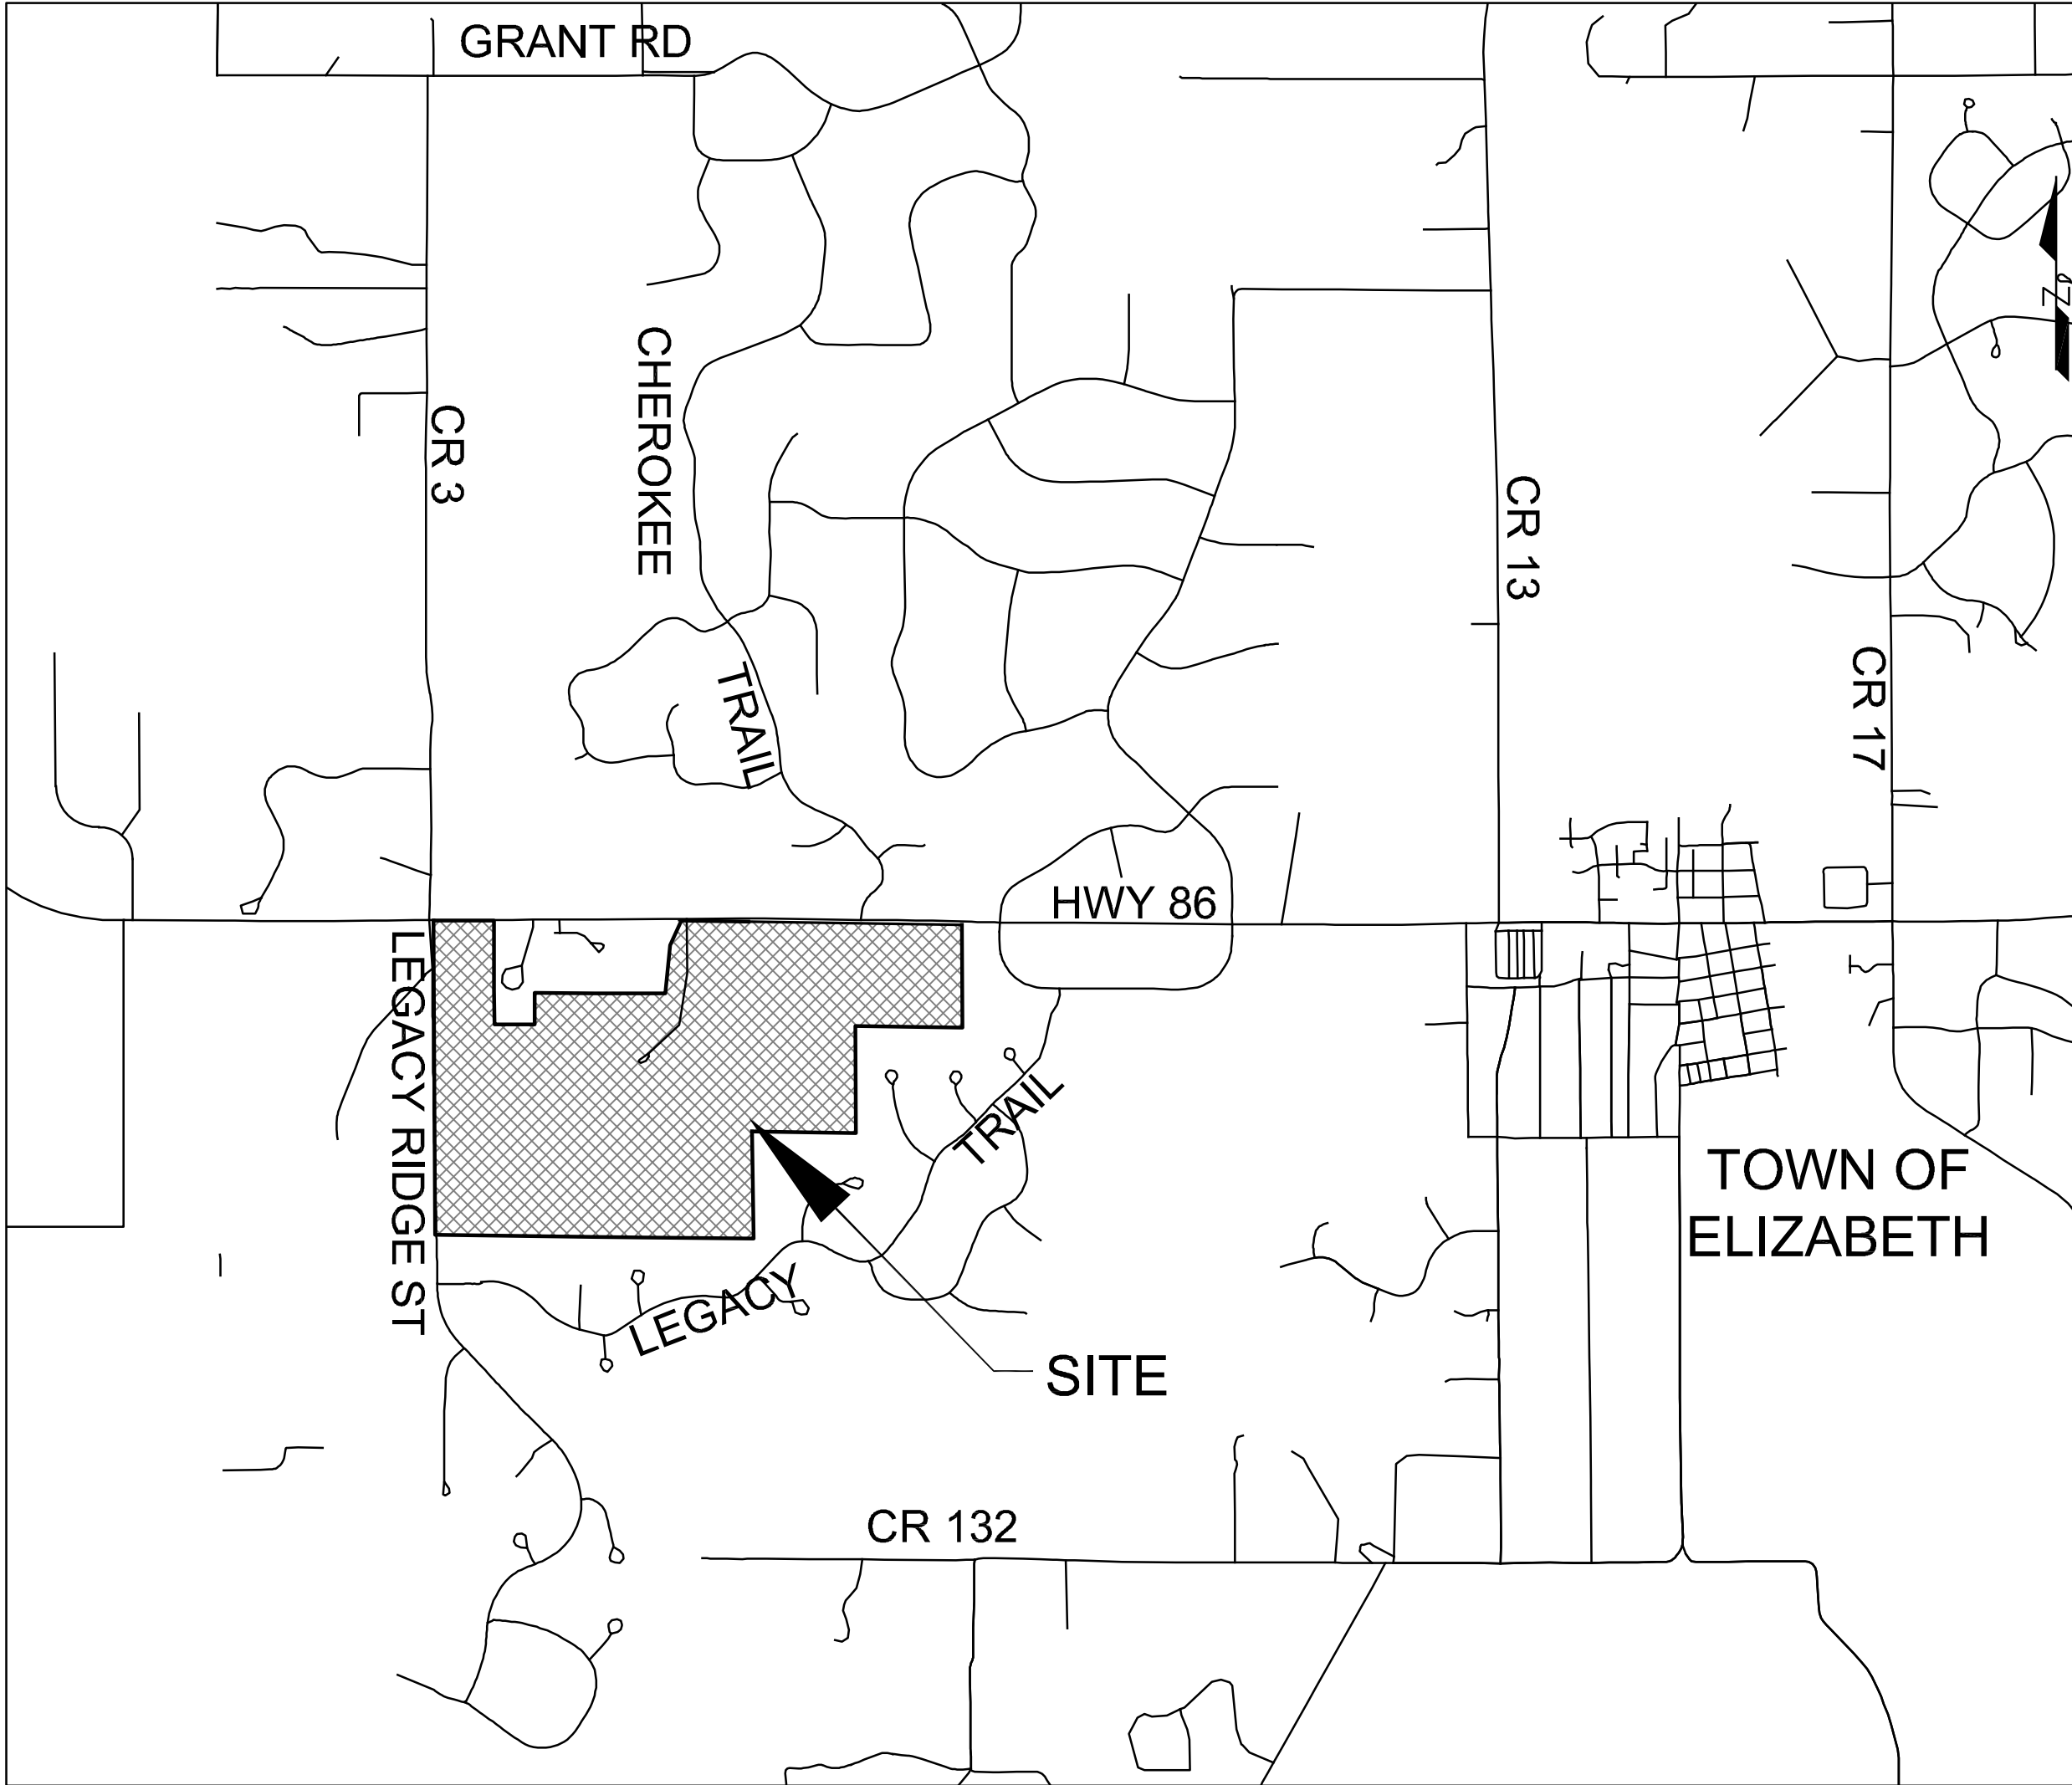 GRANT RD
CHEROKEE
CR 3
CR 13
CR 17
TRAIL
HWY 86
LEGACY RIDGE ST
TRAIL
TOWN OF
ELIZABETH
LEGACY
SITE
CR 132
N